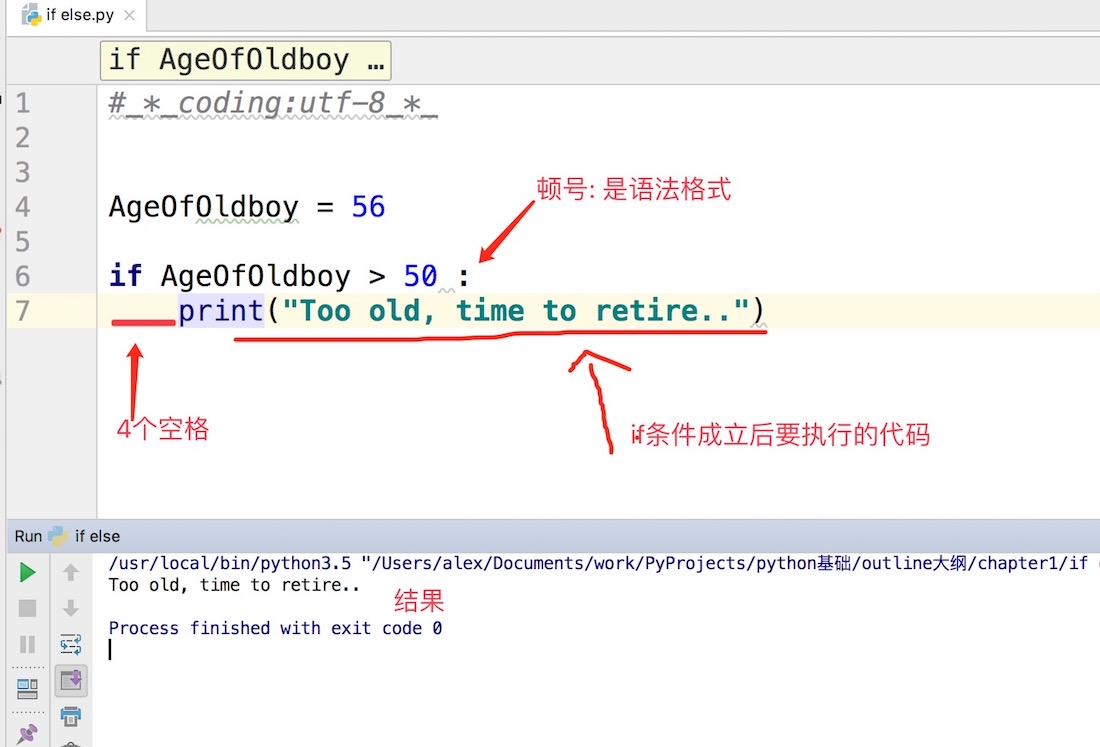 if else.py
if AgeOfOldboy …
1 #_*_coding:utf-8_*_
2
3
顿号: 是语法格式
4 AgeOfOldboy = 56
5
6 if AgeOfOldboy > 50 :
7 print("Too old, time to retire..")
4个空格
if条件成立后要执行的代码
Run if else
/usr/local/bin/python3.5 "/Users/alex/Documents/work/PyProjects/python基础/outline大纲/chapter1/if
Too old, time to retire..
结果
Process finished with exit code 0